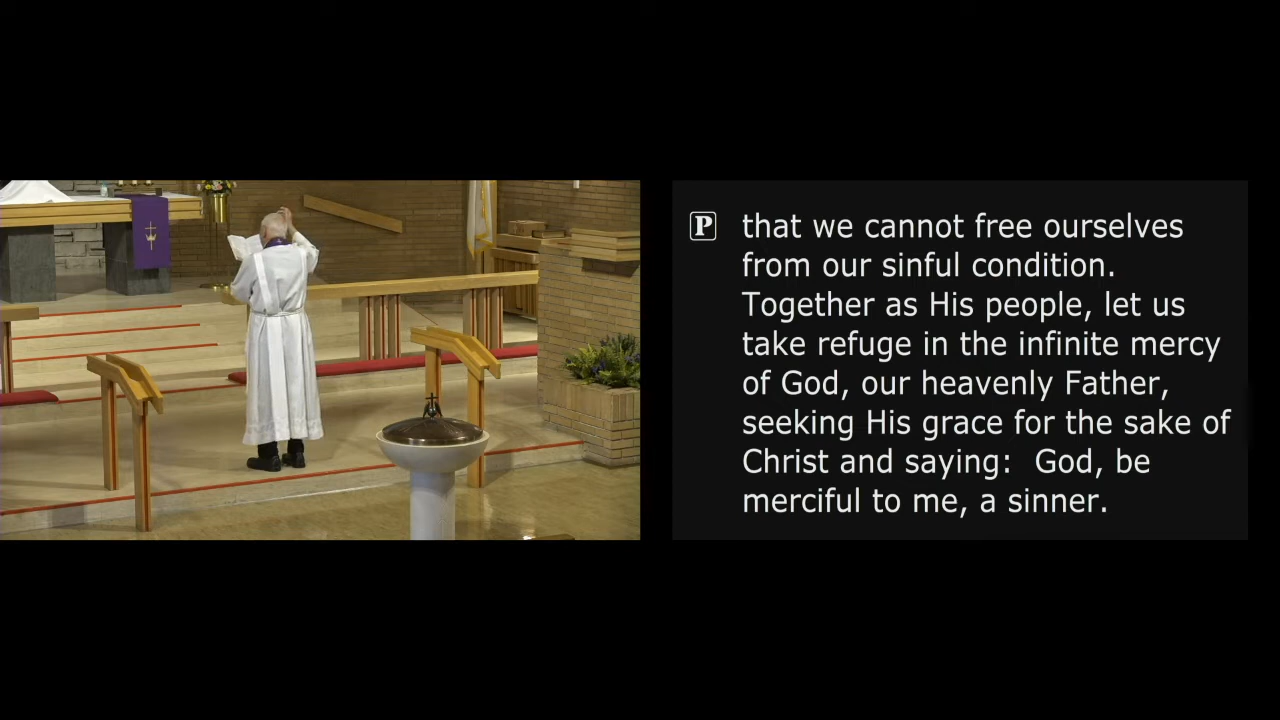 P that we cannot free ourselves
from our sinful condition.
Together as His people, let us
take refuge in the infinite mercy
of God, our heavenly Father,
seeking His grace for the sake of
Christ and saying:  God, be
merciful to me, a sinner.